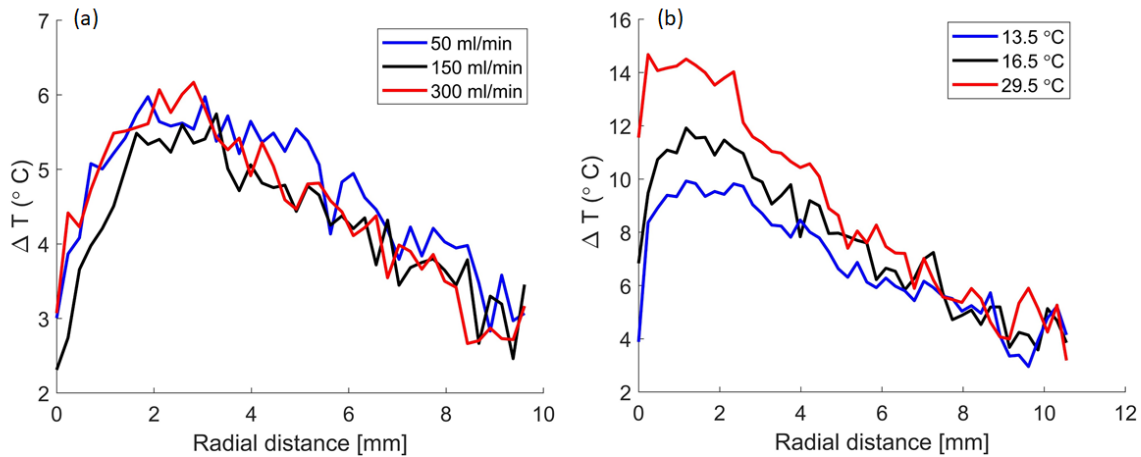 (a)
50 ml/min
150 ml/min
300 ml/min
7
6
5
4
3
2
Δ T (° C)
0 2 4 6 8 10
Radial distance [mm]
(b)
13.5 °C
16.5 °C
29.5 °C
16
14
12
10
8
6
4
2
Δ T (° C)
0 2 4 6 8 10 12
Radial distance [mm]